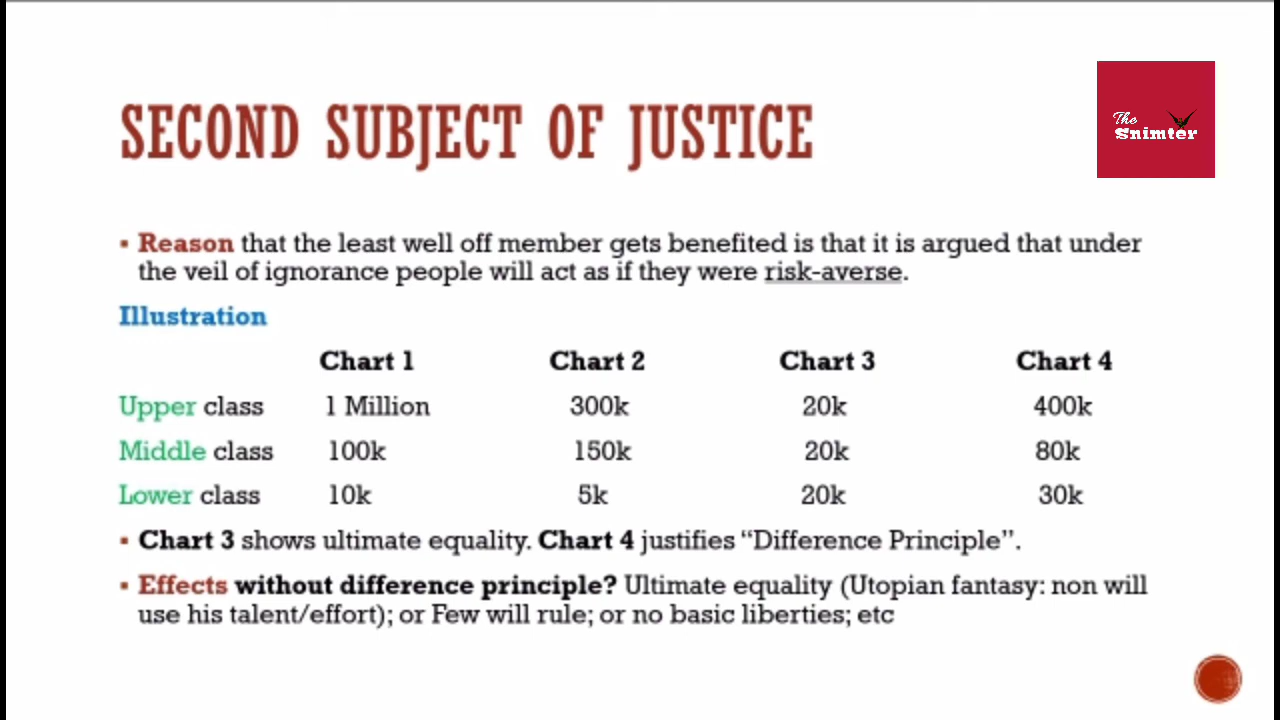 SECOND SUBJECT OF JUSTICE
The
Snimter
▪ Reason that the least well off member gets benefited is that it is argued that under
the veil of ignorance people will act as if they were risk-averse.
Illustration
Chart 1 Chart 2 Chart 3 Chart 4
Upper class 1 Million 300k 20k 400k
Middle class 100k 150k 20k 80k
Lower class 10k 5k 20k 30k
▪ Chart 3 shows ultimate equality. Chart 4 justifies “Difference Principle”.
▪ Effects without difference principle? Ultimate equality (Utopian fantasy: non will
use his talent/effort); or Few will rule; or no basic liberties; etc